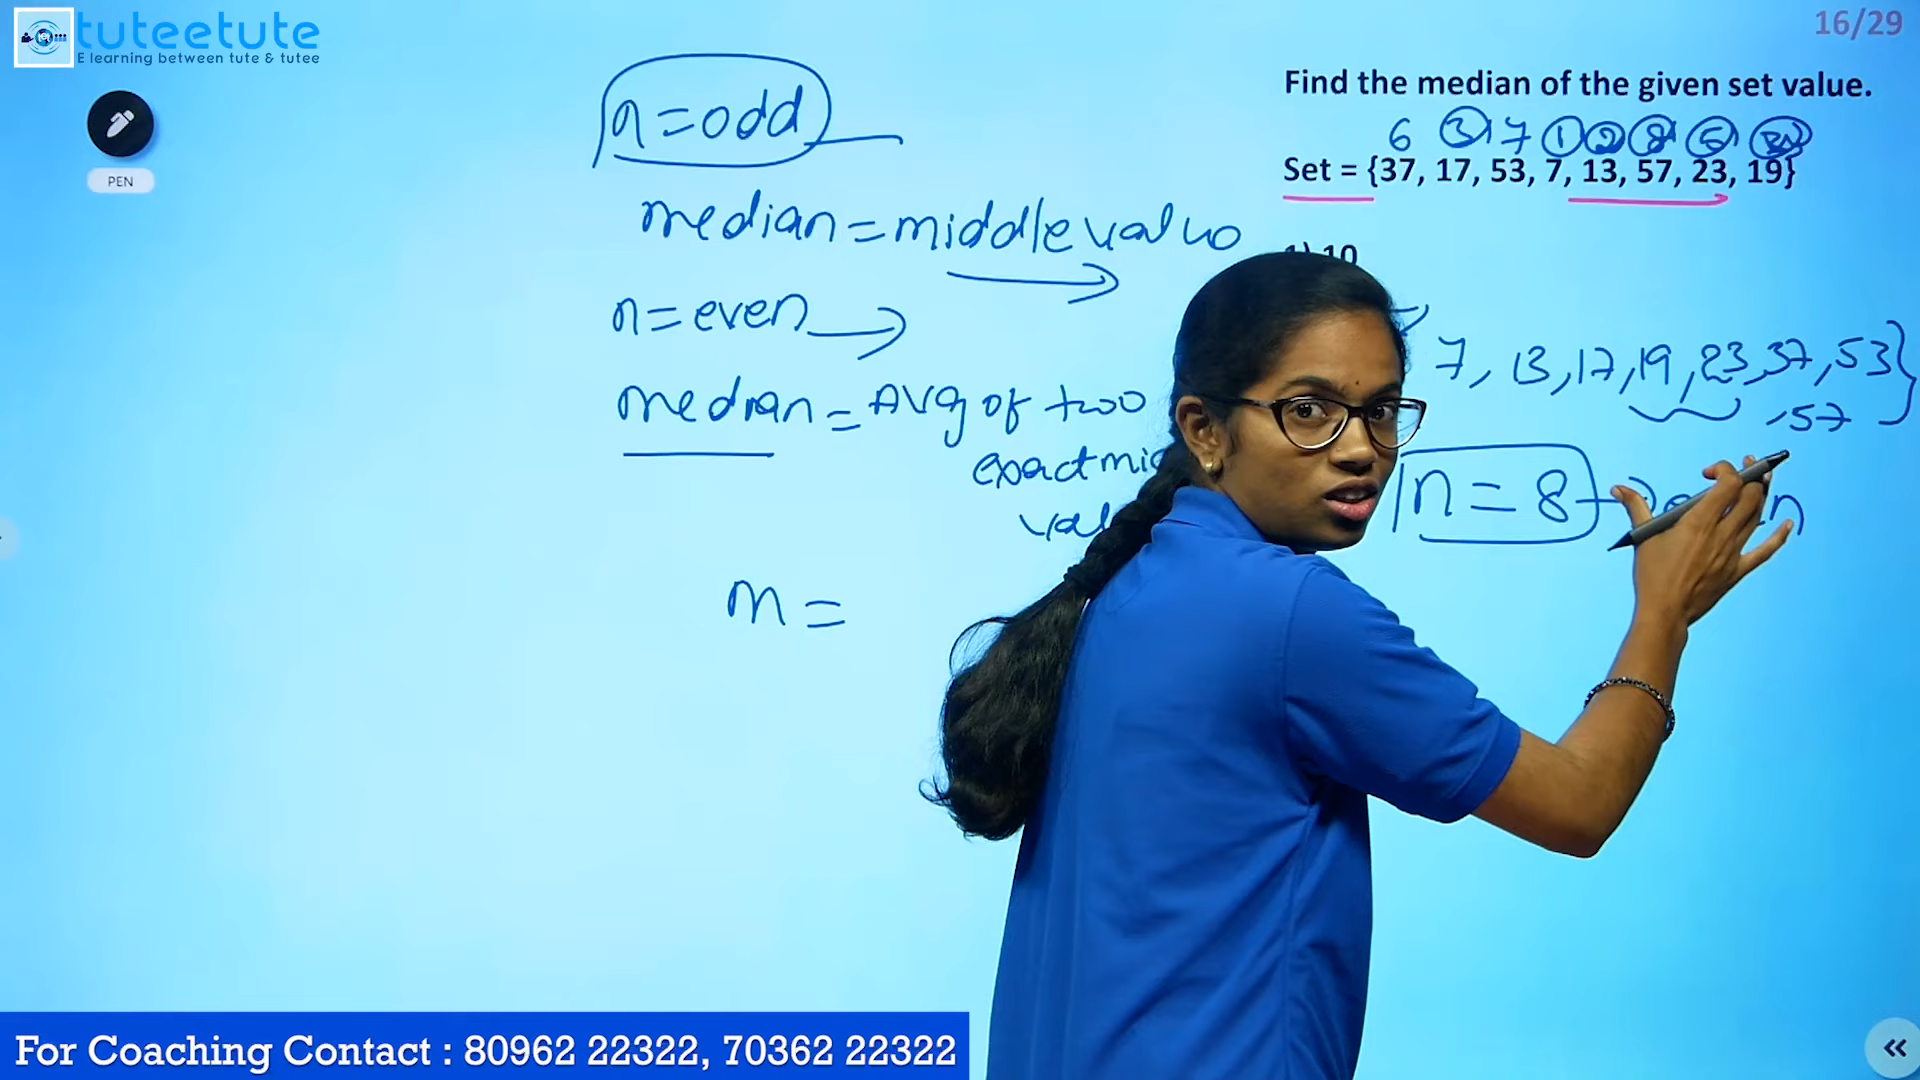 tuteetute
E learning between tute & tutee
16/29
PEN
n = odd
median = middle value
n = even
median = Avg of two
exact
m =
Find the median of the given set value.
6 3 7 1 2 8 5
Set = {37, 17, 53, 7, 13, 57, 23, 19}
1) 10
7, 13, 17, 19, 23, 37, 53}
, 57
n = 8
For Coaching Contact : 80962 22322, 70362 22322